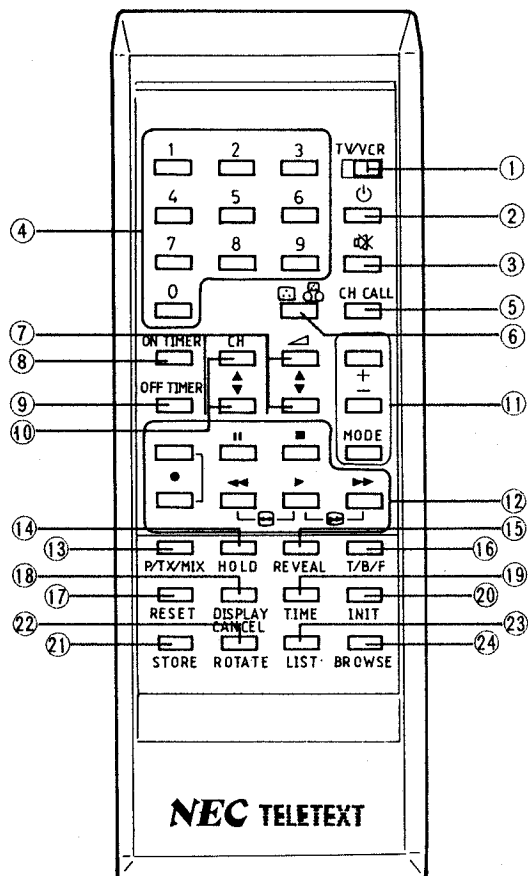 1 2 3 TV/VCR
①
4 5 6
②
④
7 8 9
③
0 CH CALL
⑤
⑦ ⑥
ON TIMER CH
⑧
+
−
OFF TIMER
⑨ ⑪
⑩
MODE
⑫
⑭ ⑮
⑬ ⑯
P/TX/MIX HOLD REVEAL T/B/F
⑱ ⑲
⑰ ⑳
RESET DISPLAY CANCEL TIME INIT
㉒ ㉓
㉑ ㉔
STORE ROTATE LIST BROWSE
NEC TELETEXT